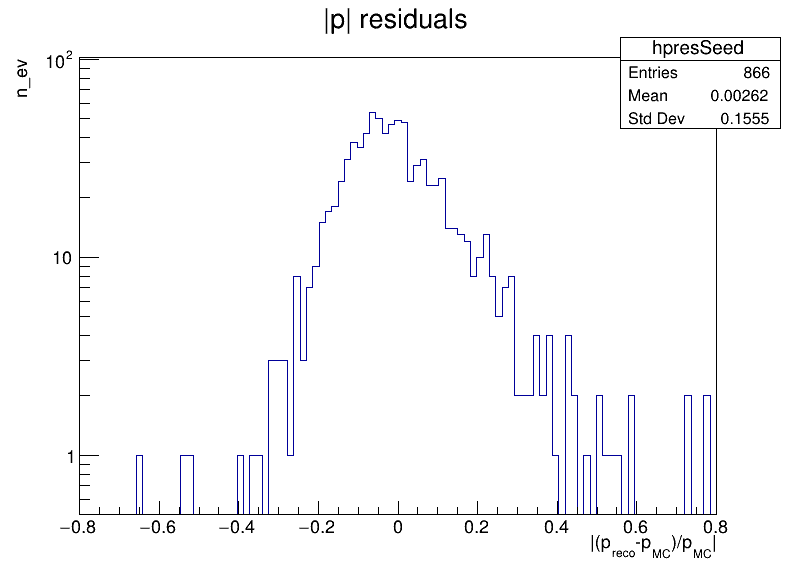 |p| residuals
n_ev
hpresSeed
Entries 866
Mean 0.00262
Std Dev 0.1555
10²
10
1
−0.8 −0.6 −0.4 −0.2 0 0.2 0.4 0.6 0.8
|(p_reco-p_MC)/p_MC|